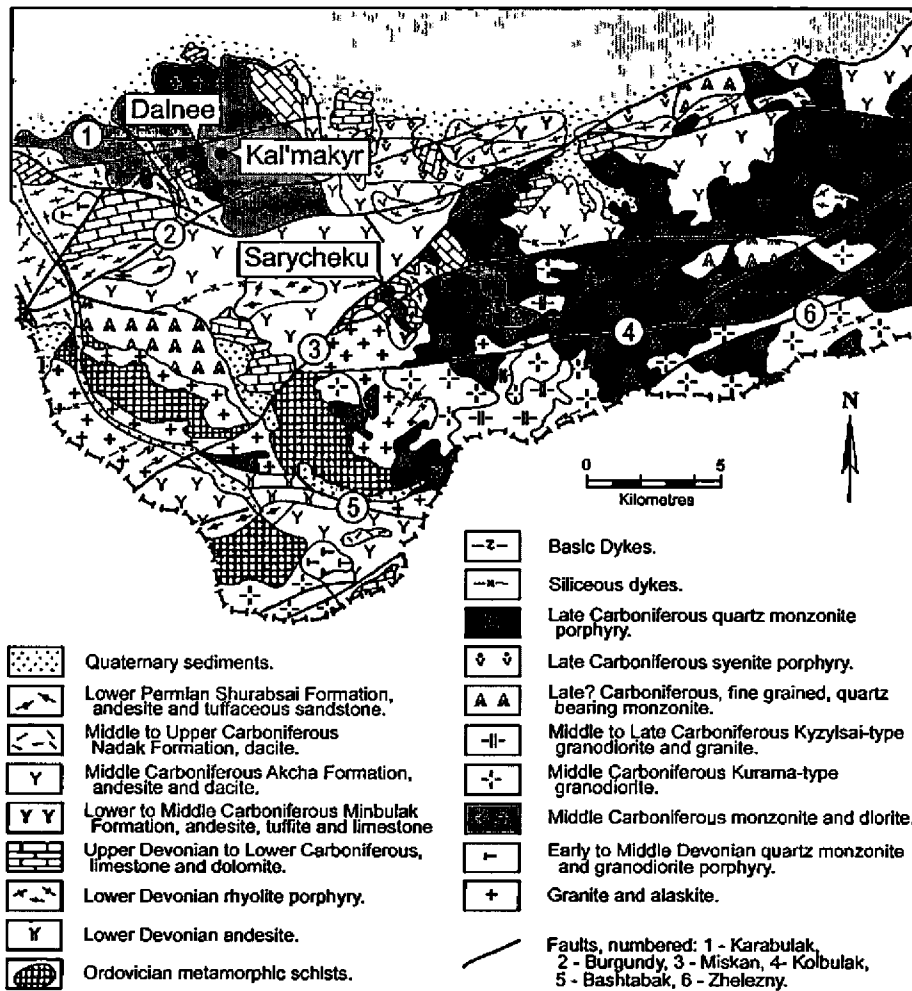 Dalnee
1
Kal'makyr
2
Sarycheku
3
4
6
N
0 5
Kilometres
5
Basic Dykes.
Siliceous dykes.
Late Carboniferous quartz monzonite
porphyry.
Late Carboniferous syenite porphyry.
Late? Carboniferous, fine grained, quartz
bearing monzonite.
Middle to Late Carboniferous Kyzylsai-type
granodiorite and granite.
Middle Carboniferous Kurama-type
granodiorite.
Middle Carboniferous monzonite and diorite.
Early to Middle Devonian quartz monzonite
and granodiorite porphyry.
Granite and alaskite.
Faults, numbered: 1 - Karabulak,
2 - Burgundy, 3 - Miskan, 4- Kolbulak,
5 - Bashtabak, 6 - Zhelezny.
Quaternary sediments.
Lower Permian Shurabsai Formation,
andesite and tuffaceous sandstone.
Middle to Upper Carboniferous
Nadak Formation, dacite.
Middle Carboniferous Akcha Formation,
andesite and dacite.
Lower to Middle Carboniferous Minbulak
Formation, andesite, tuffite and limestone
Upper Devonian to Lower Carboniferous,
limestone and dolomite.
Lower Devonian rhyolite porphyry.
Lower Devonian andesite.
Ordovician metamorphic schists.